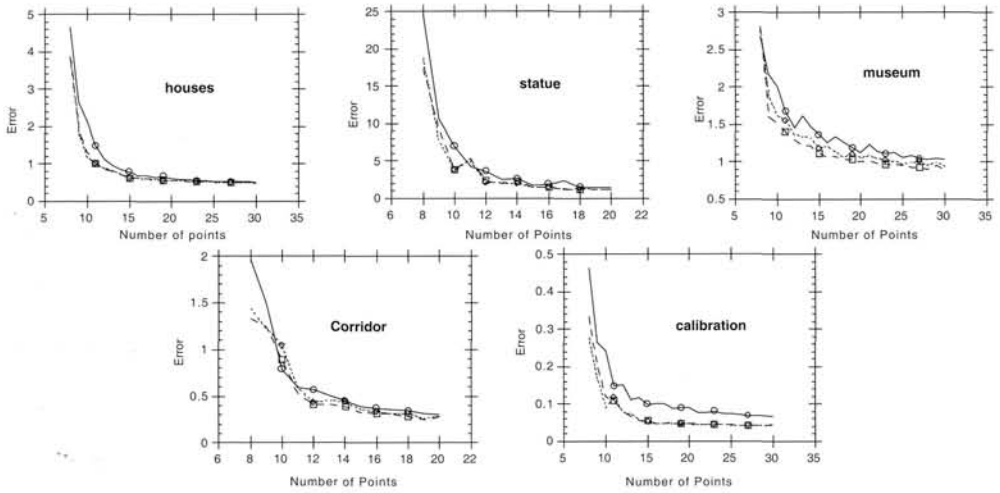 5
4
3
2
1
0
Error
houses
5 10 15 20 25 30 35
Number of points
25
20
15
10
5
0
Error
statue
6 8 10 12 14 16 18 20 22
Number of Points
3
2.5
2
1.5
1
0.5
Error
museum
5 10 15 20 25 30 35
Number of Points
2
1.5
1
0.5
0
Error
Corridor
6 8 10 12 14 16 18 20 22
Number of Points
0.5
0.4
0.3
0.2
0.1
0
Error
calibration
5 10 15 20 25 30 35
Number of Points